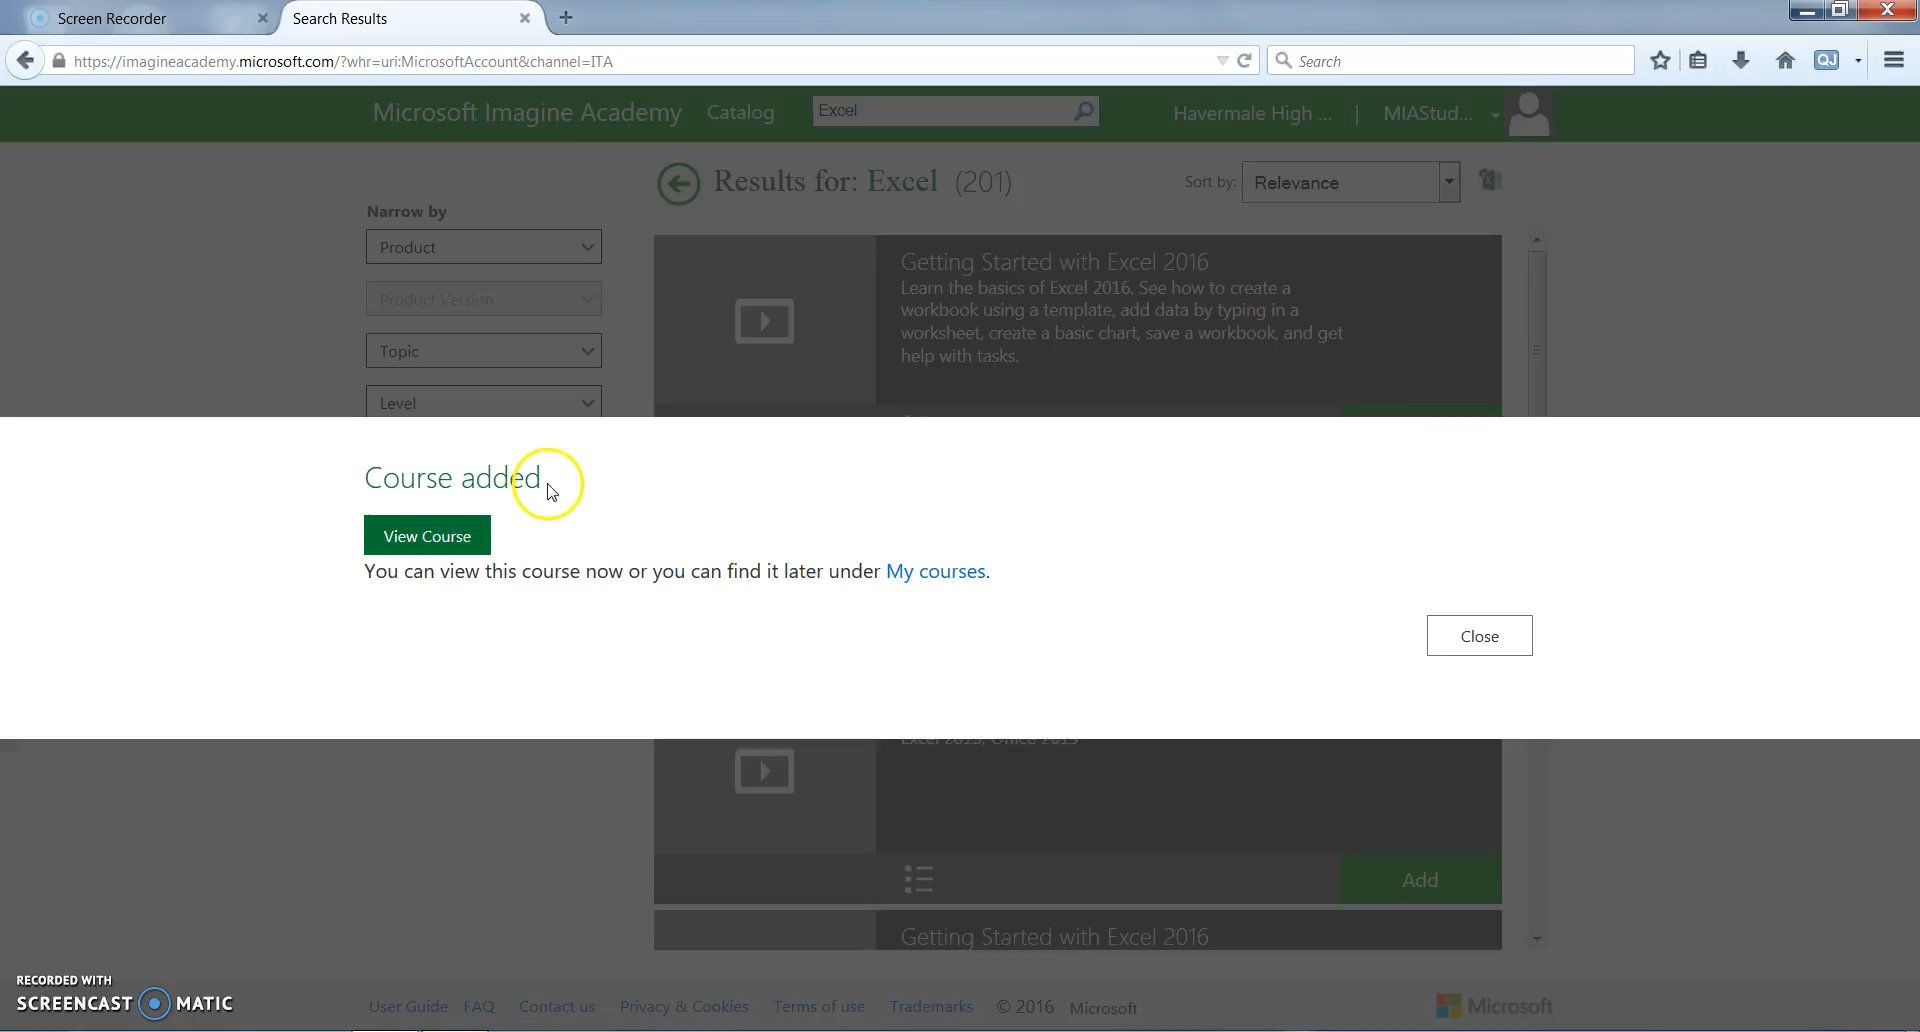 Screen Recorder
Search Results
https://imagineacademy.microsoft.com/?whr=uri:MicrosoftAccount&channel=ITA
Search
QJ
Microsoft Imagine Academy
Catalog
Excel
Havermale High ...
|
MIAStud...
Results for: Excel (201)
Sort by:
Relevance
Narrow by
Product
Product Version
Topic
Level
Getting Started with Excel 2016
Learn the basics of Excel 2016. See how to create a
workbook using a template, add data by typing in a
worksheet, create a basic chart, save a workbook, and get
help with tasks.
Course added
View Course
You can view this course now or you can find it later under My courses.
Close
Excel 2013, Office 2013
Add
Getting Started with Excel 2016
RECORDED WITH
SCREENCAST MATIC
User Guide
FAQ
Contact us
Privacy & Cookies
Terms of use
Trademarks
© 2016
Microsoft
Microsoft